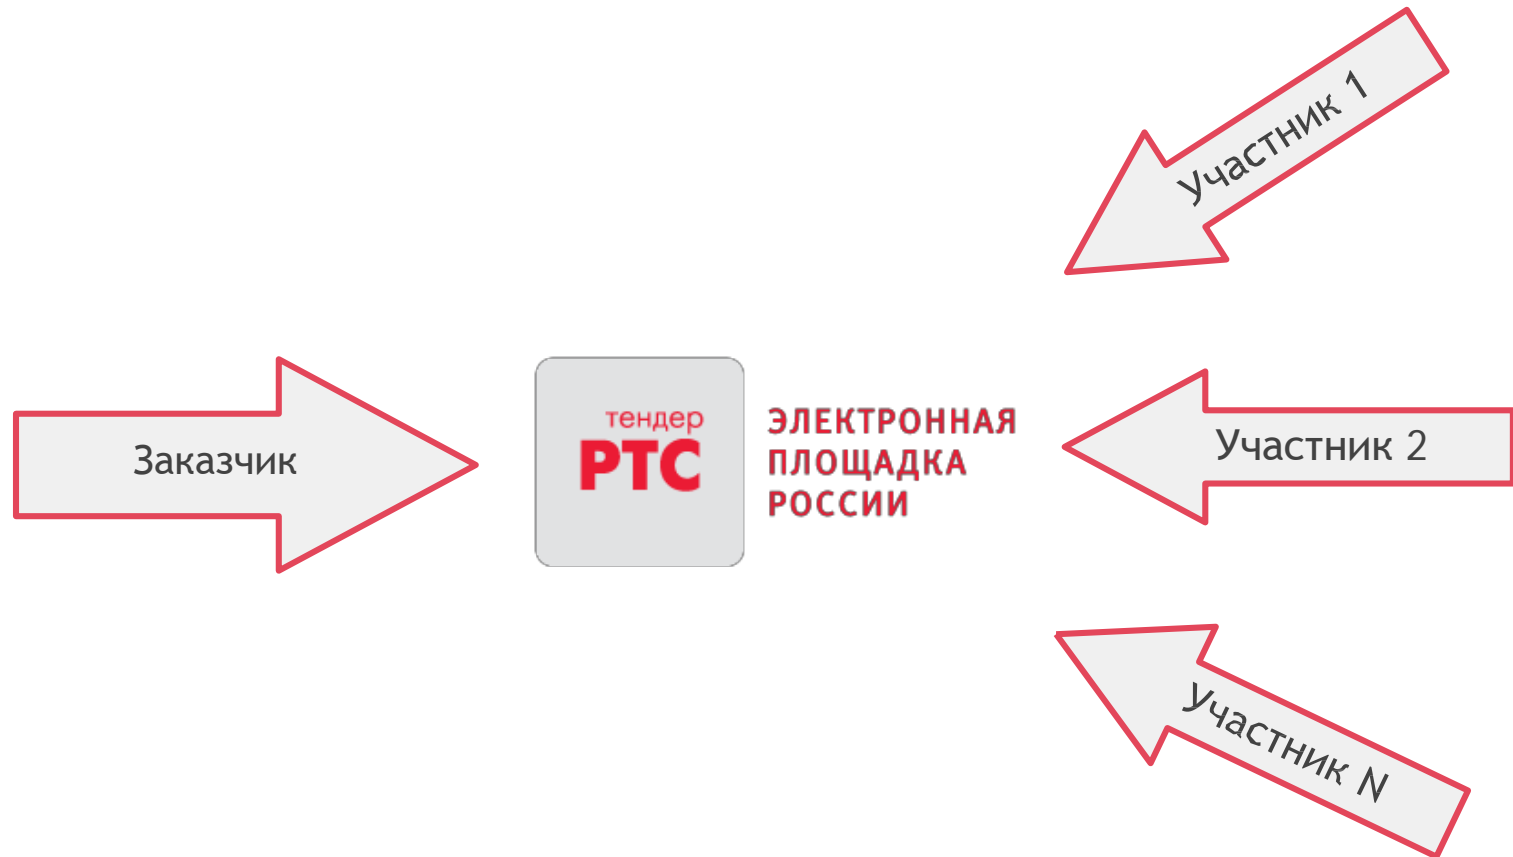 Участник 1
Заказчик
тендер
РТС
ЭЛЕКТРОННАЯ
ПЛОЩАДКА
РОССИИ
Участник 2
Участник N